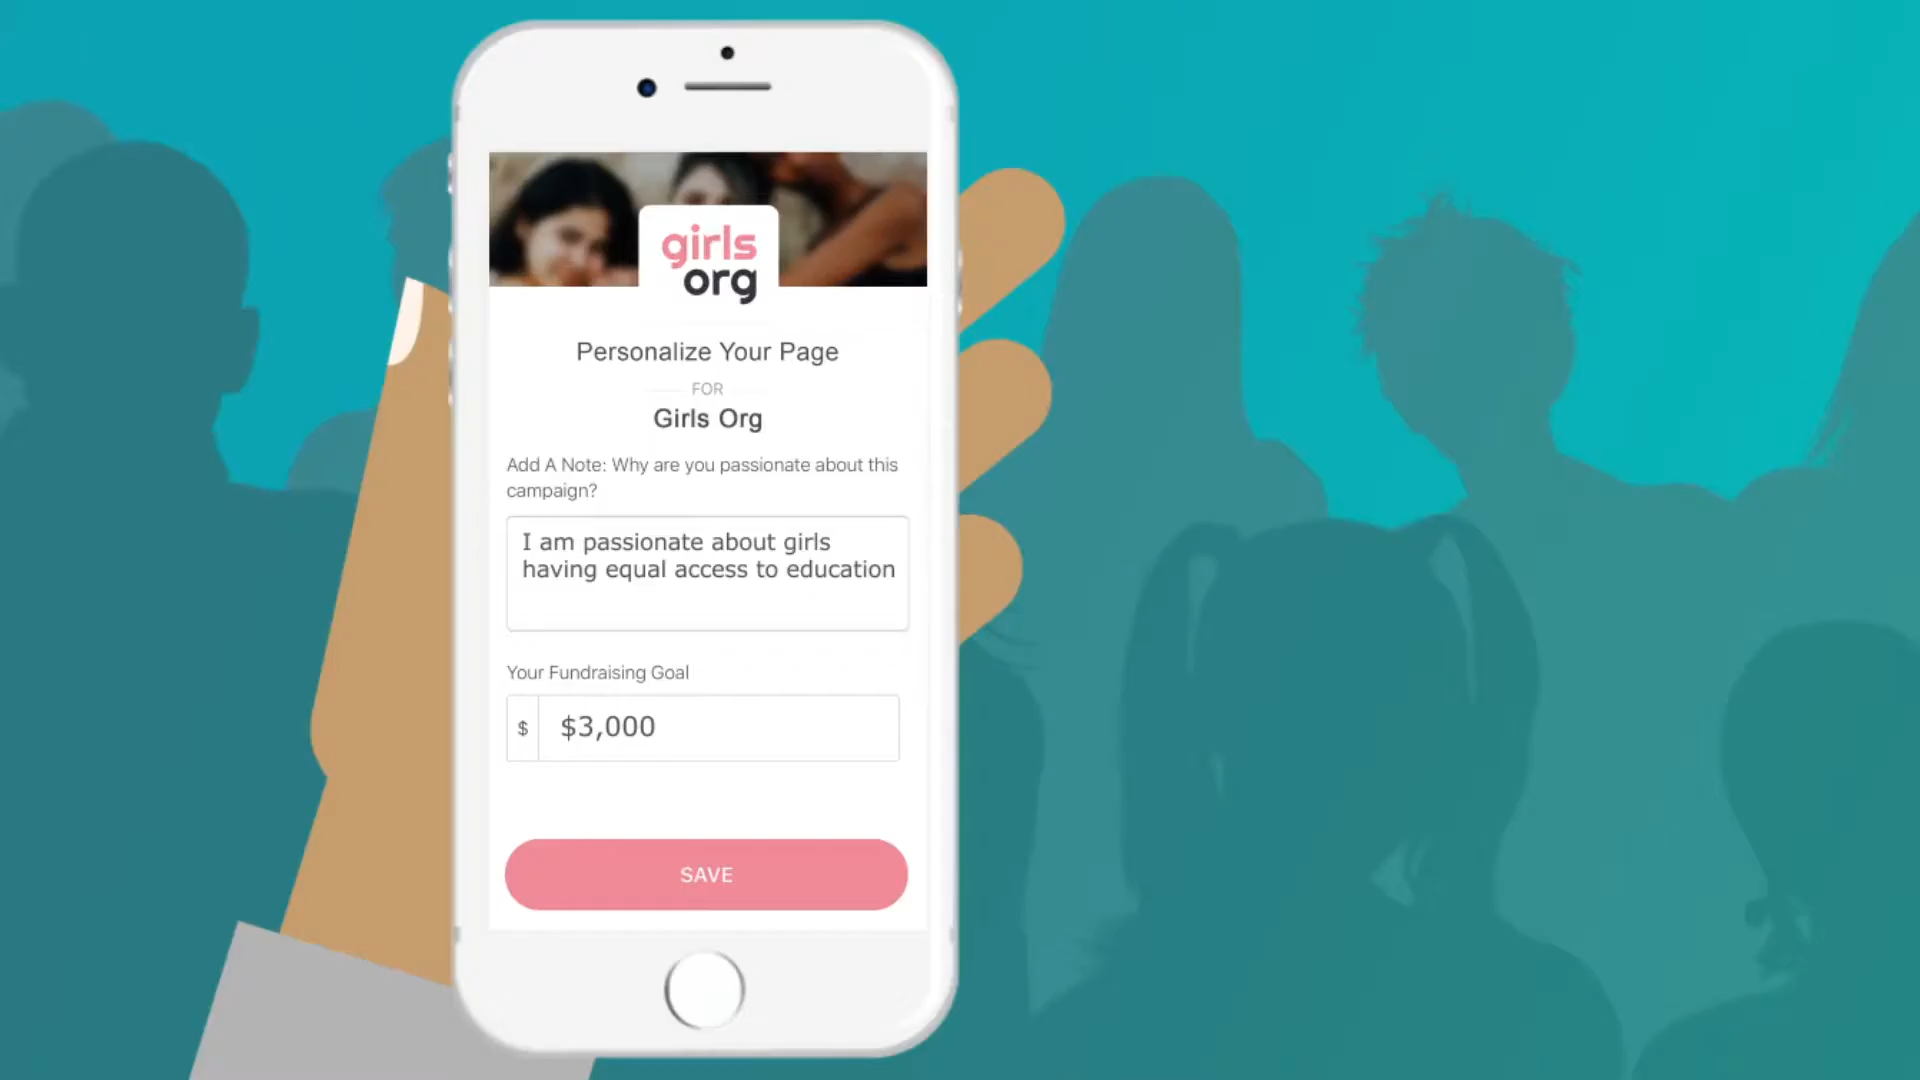 girls
org
Personalize Your Page
FOR
Girls Org
Add A Note: Why are you passionate about this
campaign?
I am passionate about girls
having equal access to education
Your Fundraising Goal
$ $3,000
SAVE